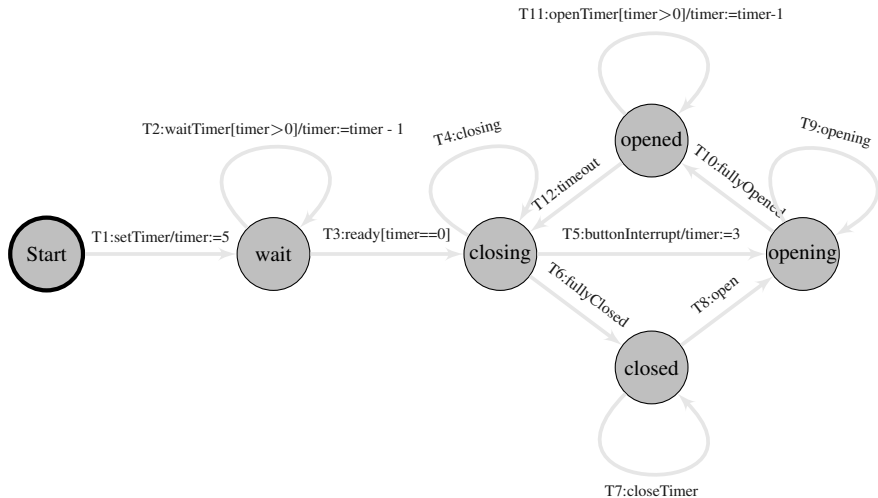 T11:openTimer[timer>0]/timer:=timer-1
T2:waitTimer[timer>0]/timer:=timer - 1
T4:closing
opened
T9:opening
T12:timeout
T10:fullyOpened
Start
T1:setTimer/timer:=5
wait
T3:ready[timer==0]
closing
T5:buttonInterrupt/timer:=3
opening
T6:fullyClosed
T8:open
closed
T7:closeTimer